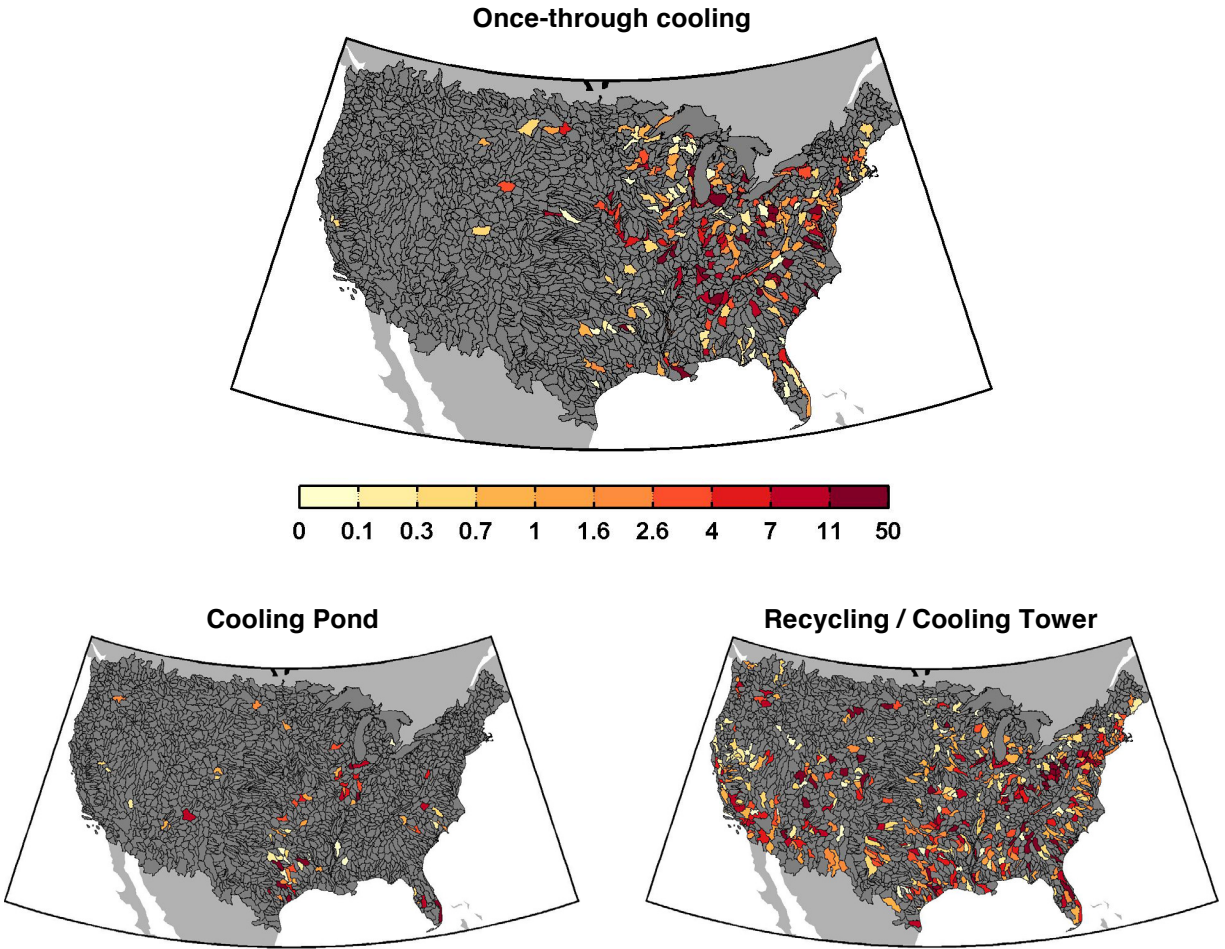 Once-through cooling
0 0.1 0.3 0.7 1 1.6 2.6 4 7 11 50
Cooling Pond
Recycling / Cooling Tower